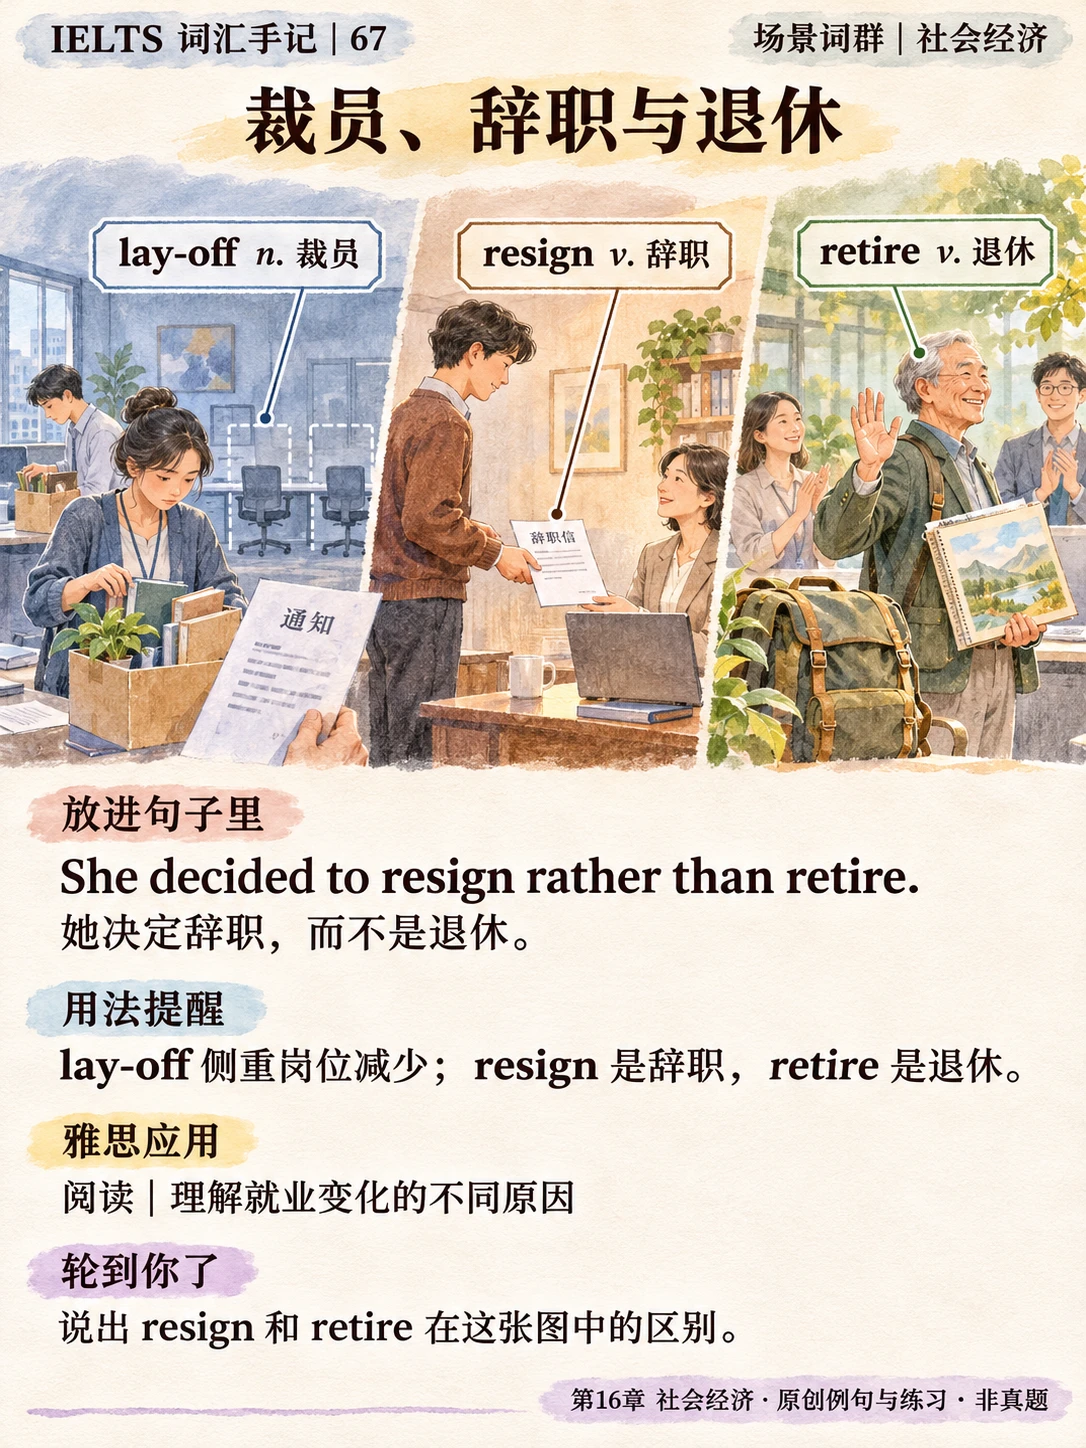 IELTS 词汇手记 | 67
场景词群 | 社会经济
裁员、辞职与退休
lay-off n. 裁员
resign v. 辞职
retire v. 退休
辞职信
通知
放进句子里
She decided to resign rather than retire.
她决定辞职，而不是退休。
用法提醒
lay-off 侧重岗位减少；resign 是辞职，retire 是退休。
雅思应用
阅读 | 理解就业变化的不同原因
轮到你了
说出 resign 和 retire 在这张图中的区别。
第16章 社会经济 · 原创例句与练习 · 非真题